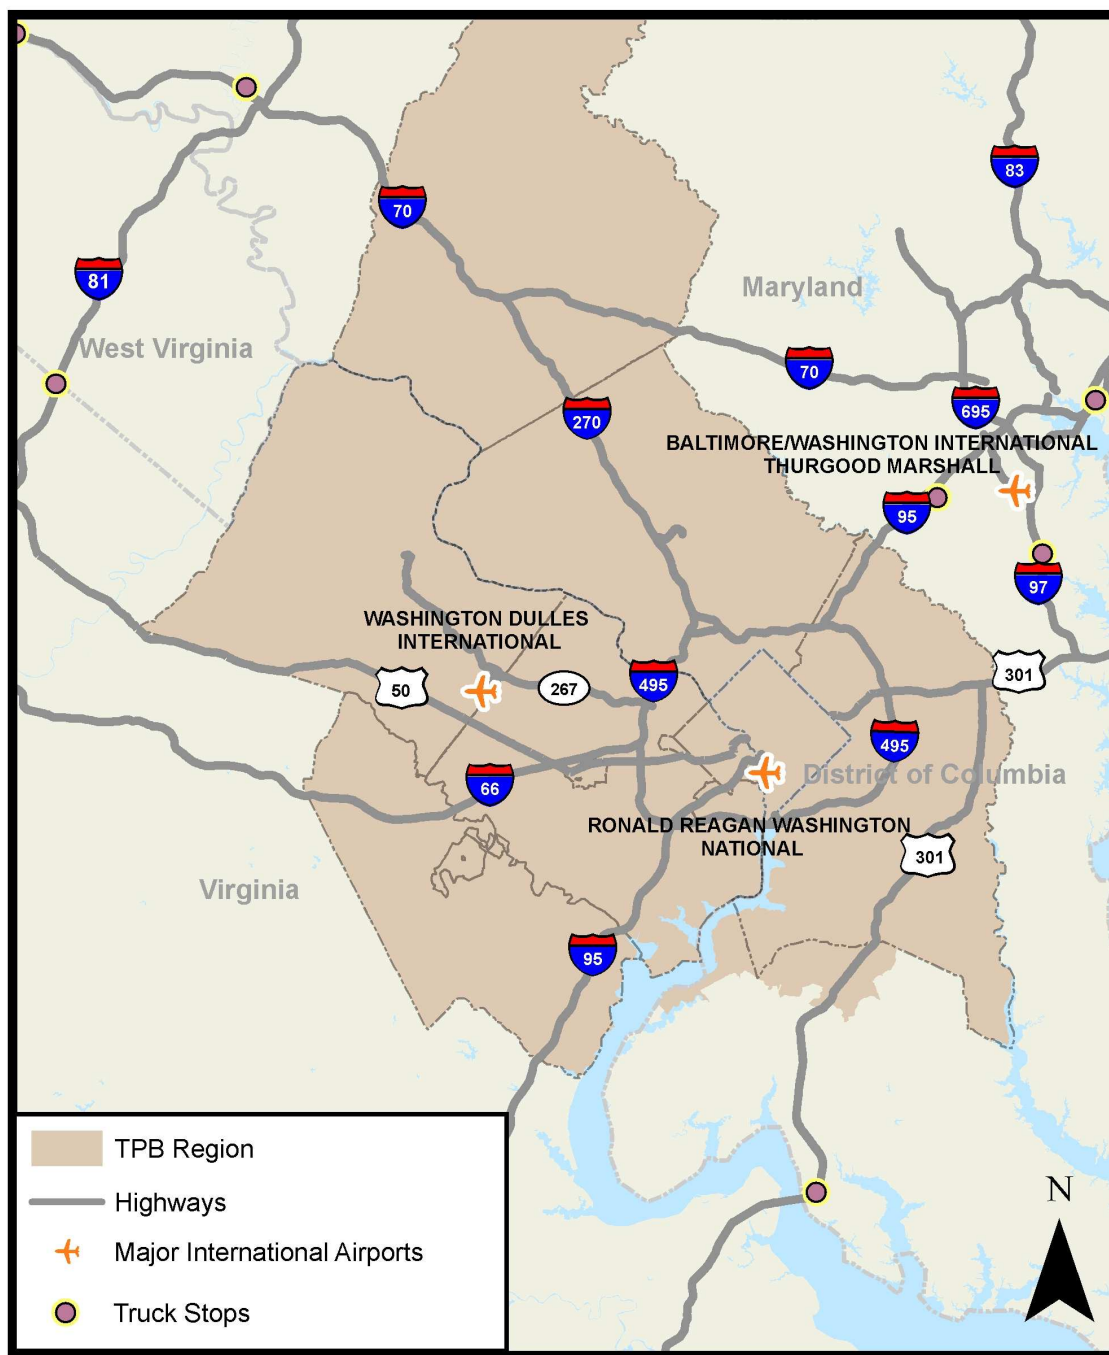 83
70
81
Maryland
West Virginia
70
270
695
BALTIMORE/WASHINGTON INTERNATIONAL
THURGOOD MARSHALL
95
97
WASHINGTON DULLES
INTERNATIONAL
301
50
267
495
495
66
District of Columbia
RONALD REAGAN WASHINGTON
NATIONAL
301
Virginia
95
TPB Region
Highways
Major International Airports
Truck Stops
N